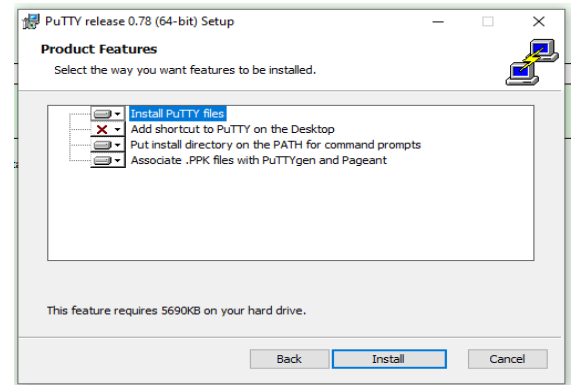 PuTTY release 0.78 (64-bit) Setup
Product Features
Select the way you want features to be installed.
Install PuTTY files
Add shortcut to PuTTY on the Desktop
Put install directory on the PATH for command prompts
Associate .PPK files with PuTTYgen and Pageant
This feature requires 5690KB on your hard drive.
Back Install Cancel